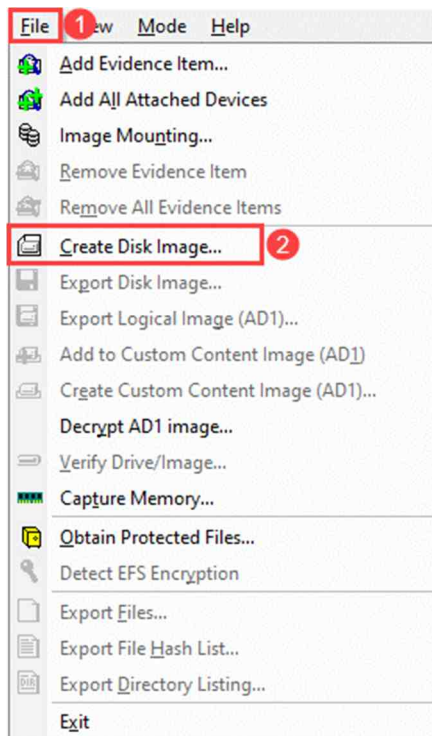 File 1 ew Mode Help
Add Evidence Item...
Add All Attached Devices
Image Mounting...
Remove Evidence Item
Remove All Evidence Items
Create Disk Image... 2
Export Disk Image...
Export Logical Image (AD1)...
Add to Custom Content Image (AD1)
Create Custom Content Image (AD1)...
Decrypt AD1 image...
Verify Drive/Image...
Capture Memory...
Obtain Protected Files...
Detect EFS Encryption
Export Files...
Export File Hash List...
DIR Export Directory Listing...
Exit